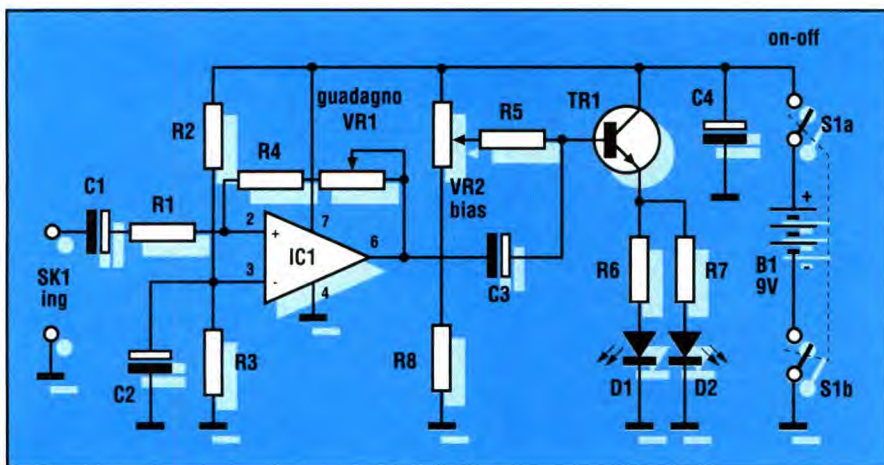 on-off
guadagno
VR1
TR1
C4
S1a
R2
R5
R4
C1
R1
VR2
bias
2
+
7
IC1
6
3
-
4
SK1
ing
C3
R6
R7
B1
9V
+
-
C2
R3
R8
D1
D2
S1b